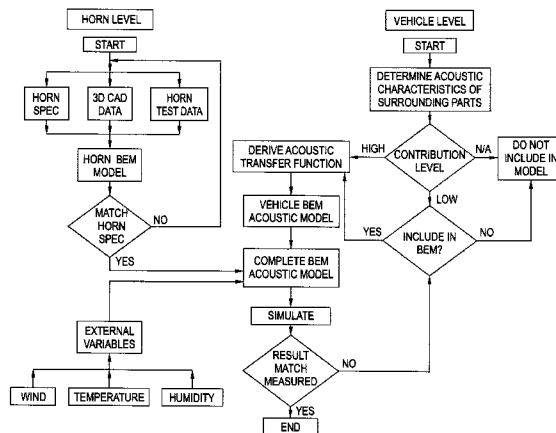 HORN LEVEL
START
HORN
SPEC
3D CAD
DATA
HORN
TEST DATA
HORN BEM
MODEL
MATCH
HORN
SPEC
NO
YES
EXTERNAL
VARIABLES
WIND
TEMPERATURE
HUMIDITY
VEHICLE LEVEL
START
DETERMINE ACOUSTIC
CHARACTERISTICS OF
SURROUNDING PARTS
CONTRIBUTION
LEVEL
HIGH
N/A
LOW
DO NOT
INCLUDE IN
MODEL
DERIVE ACOUSTIC
TRANSFER FUNCTION
INCLUDE IN
BEM?
YES
NO
VEHICLE BEM
ACOUSTIC MODEL
COMPLETE BEM
ACOUSTIC MODEL
SIMULATE
RESULT
MATCH
MEASURED
NO
YES
END